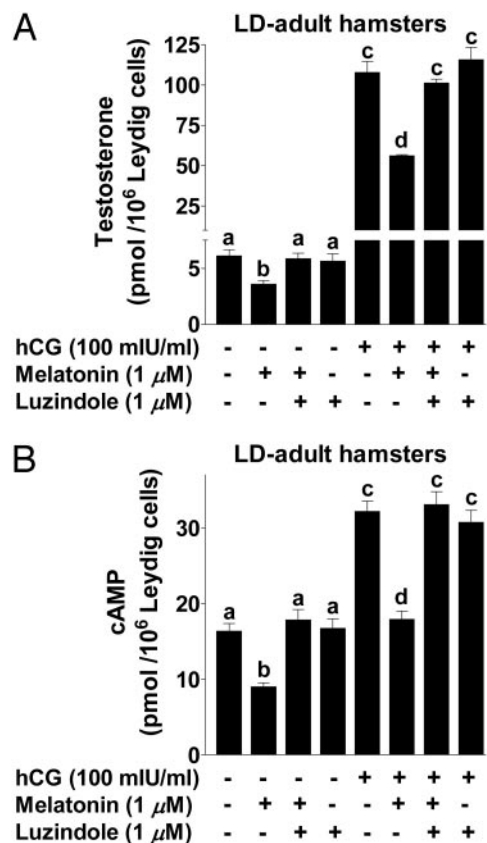 A
LD-adult hamsters
Testosterone
(pmol /10⁶ Leydig cells)
125
100
75
50
25
5
0
a b a a c d c c
hCG (100 mIU/ml) - - - - + + + +
Melatonin (1 μM) - + + - - + + -
Luzindole (1 μM) - - + + - - + +
B
LD-adult hamsters
cAMP
(pmol /10⁶ Leydig cells)
30
20
10
0
a b a a c d c c
hCG (100 mIU/ml) - - - - + + + +
Melatonin (1 μM) - + + - - + + -
Luzindole (1 μM) - - + + - - + +